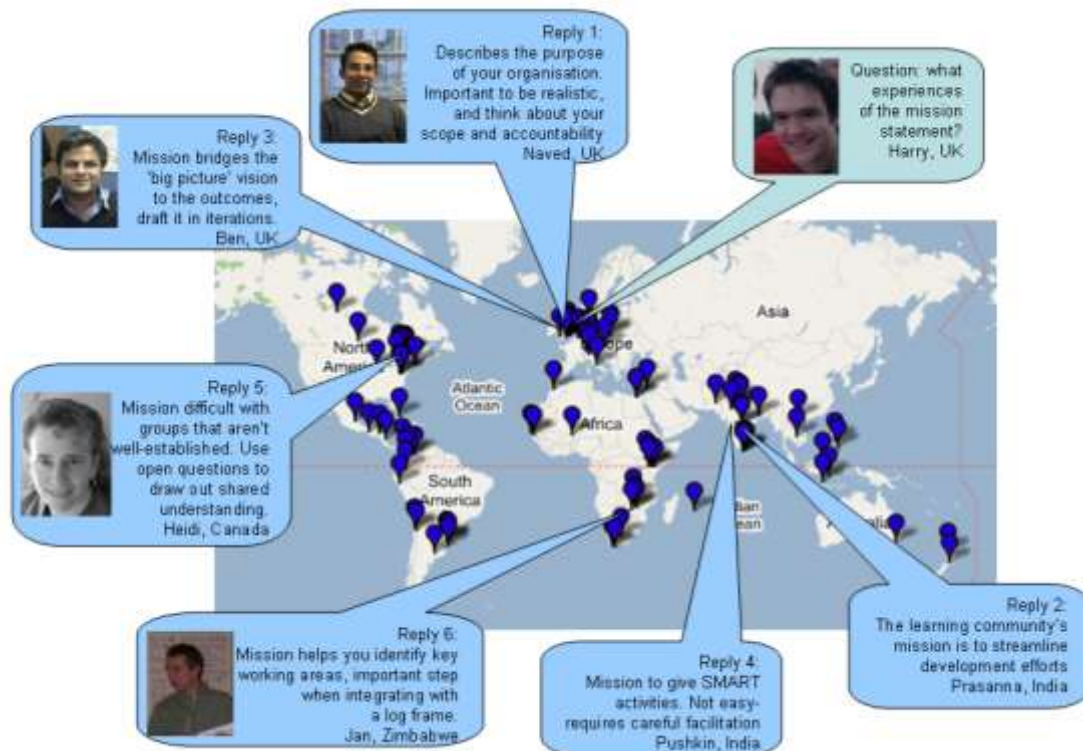 Reply 1:
Describes the purpose
of your organisation.
Important to be realistic,
and think about your
scope and accountability
Naved, UK
Question: what
experiences
of the mission
statement?
Harry, UK
Reply 3:
Mission bridges the
'big picture' vision
to the outcomes,
draft it in iterations.
Ben, UK
Asia
North
America
Europe
Atlantic
Ocean
Africa
Reply 5:
Mission difficult with
groups that aren't
well-established. Use
open questions to
draw out shared
understanding.
Heidi, Canada
South
America
Reply 2:
The learning community's
mission is to streamline
development efforts
Prasanna, India
Reply 6:
Mission helps you identify key
working areas, important step
when integrating with
a log frame.
Jan, Zimbabwe
Reply 4:
Mission to give SMART
activities. Not easy-
requires careful facilitation
Pushkin, India